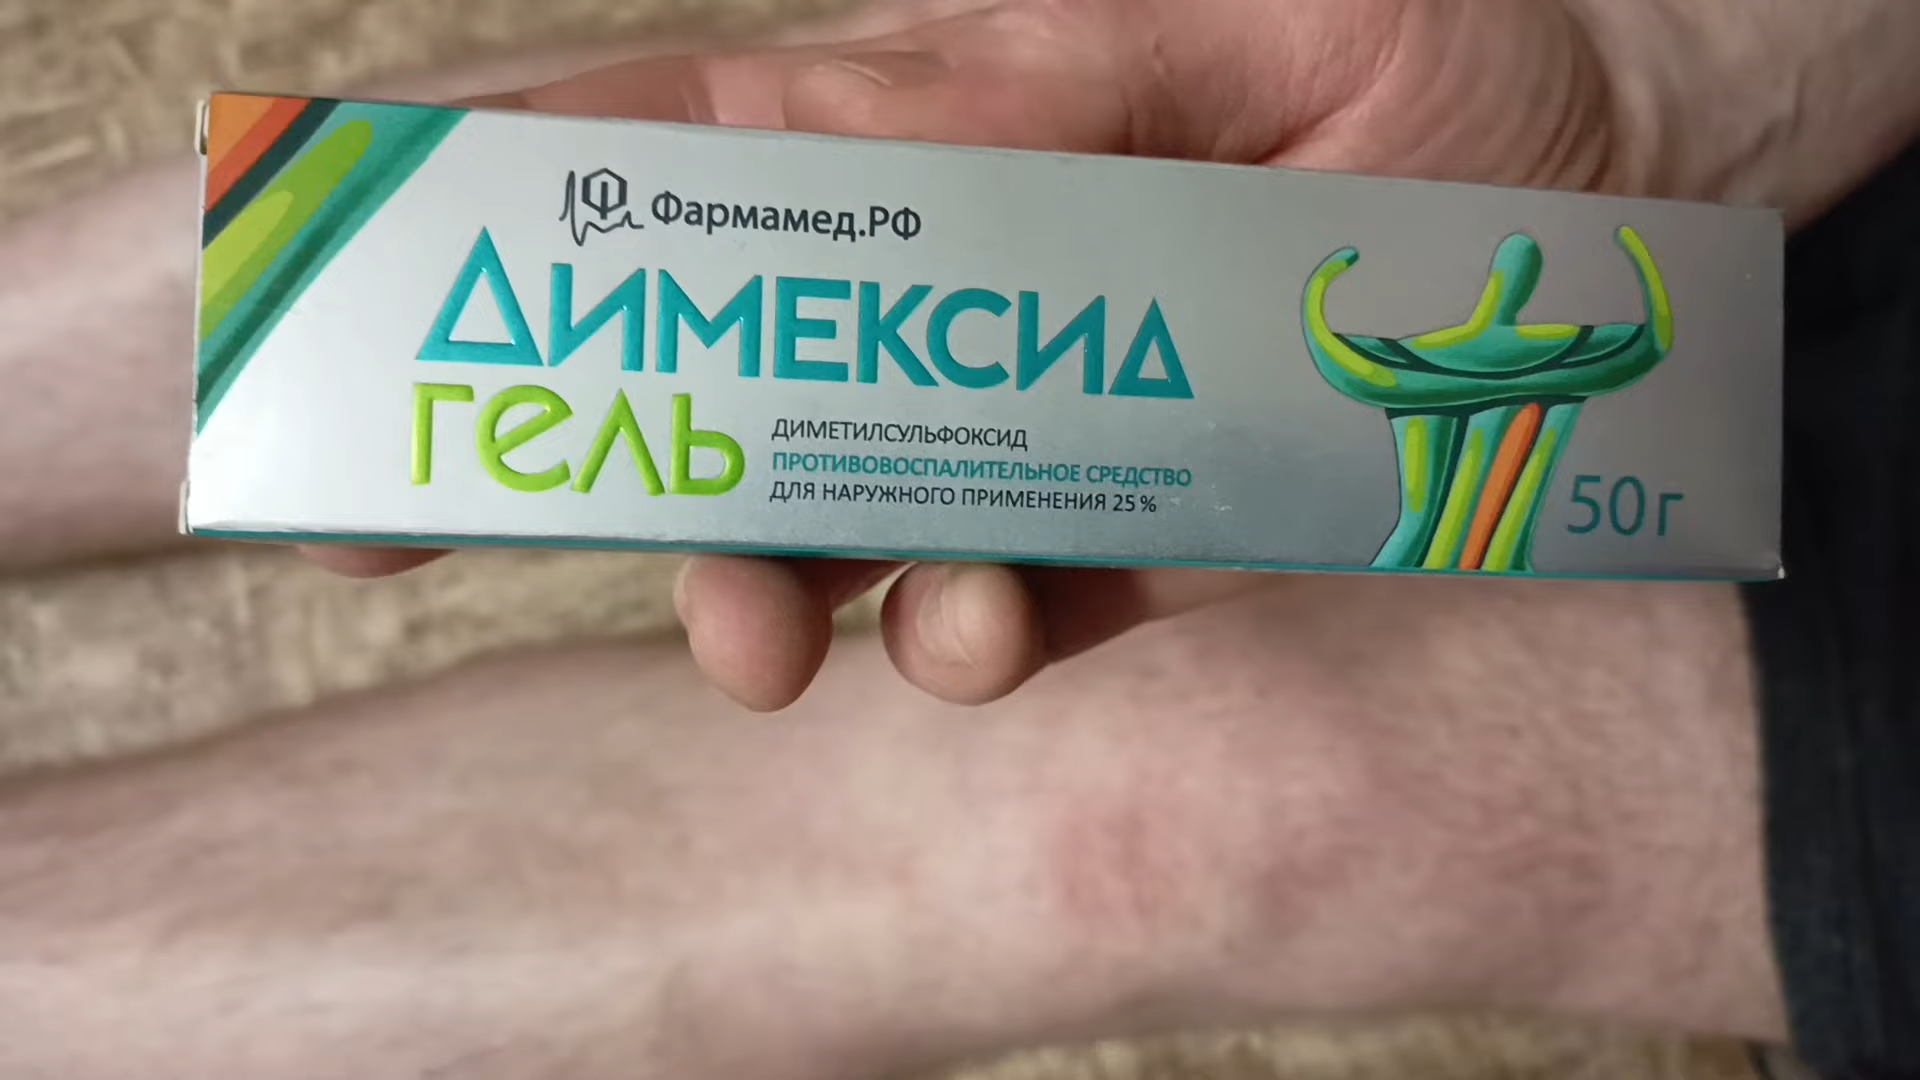 Фармамед.РФ
ДИМЕКСИД
гель
ДИМЕТИЛСУЛЬФОКСИД
ПРОТИВОВОСПАЛИТЕЛЬНОЕ СРЕДСТВО
ДЛЯ НАРУЖНОГО ПРИМЕНЕНИЯ 25 %
50 г